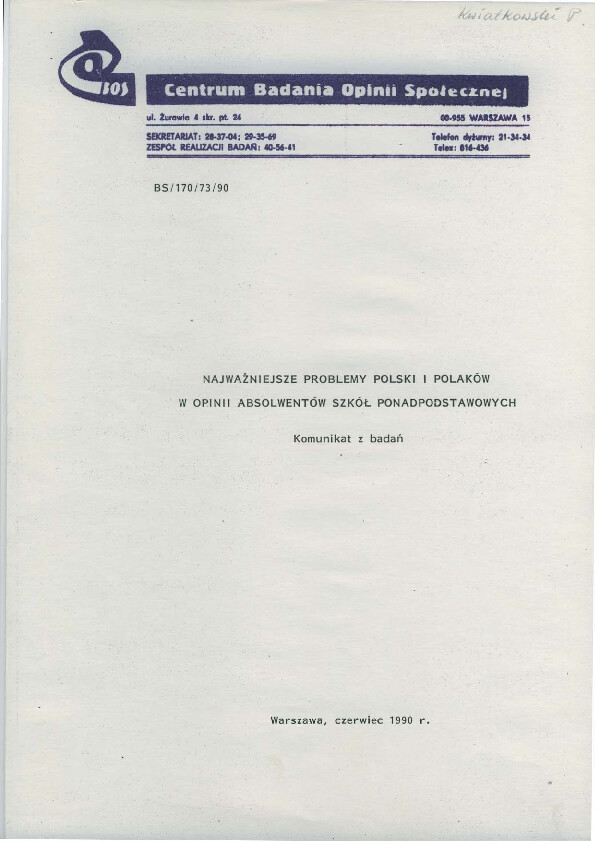 Kwiatkowski P
CBOS
Centrum Badania Opinii Społecznej
ul. Żurawia 4 skr. pt. 24
00-955 WARSZAWA 15
SEKRETARIAT: 28-37-04; 29-35-69
Telefon dyżurny: 21-34-34
ZESPÓŁ REALIZACJI BADAŃ: 40-56-41
Telex: 816-436
BS/170/73/90
NAJWAŻNIEJSZE PROBLEMY POLSKI I POLAKÓW
W OPINII ABSOLWENTÓW SZKÓŁ PONADPODSTAWOWYCH
Komunikat z badań
Warszawa, czerwiec 1990 r.